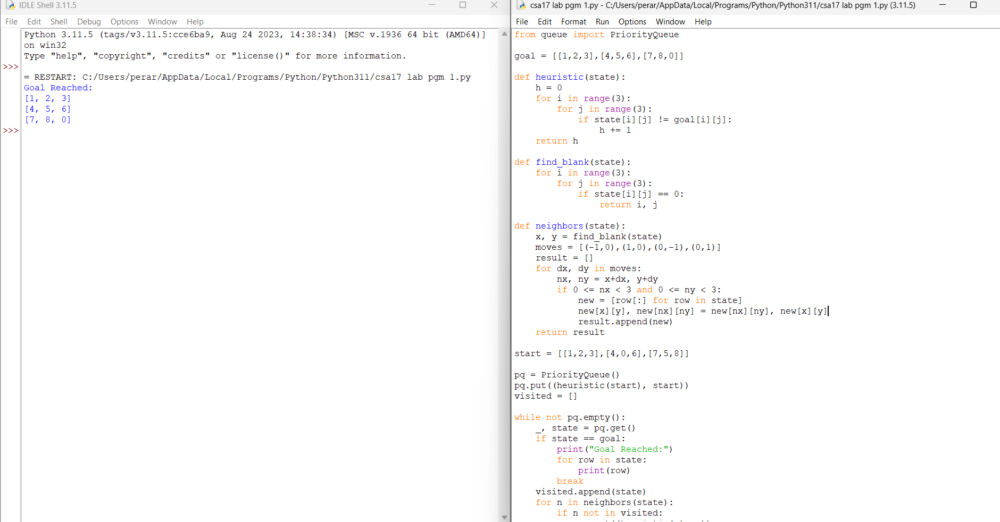 IDLE Shell 3.11.5
File Edit Shell Debug Options Window Help
Python 3.11.5 (tags/v3.11.5:cce6ba9, Aug 24 2023, 14:38:34) [MSC v.1936 64 bit (AMD64)]
on win32
Type "help", "copyright", "credits" or "license()" for more information.
>>>
= RESTART: C:/Users/perar/AppData/Local/Programs/Python/Python311/csa17 lab pgm 1.py
Goal Reached:
[1, 2, 3]
[4, 5, 6]
[7, 8, 0]
>>>
csa17 lab pgm 1.py - C:/Users/perar/AppData/Local/Programs/Python/Python311/csa17 lab pgm 1.py (3.11.5)
File Edit Format Run Options Window Help
from queue import PriorityQueue

goal = [[1,2,3],[4,5,6],[7,8,0]]

def heuristic(state):
    h = 0
    for i in range(3):
        for j in range(3):
            if state[i][j] != goal[i][j]:
                h += 1
    return h

def find_blank(state):
    for i in range(3):
        for j in range(3):
            if state[i][j] == 0:
                return i, j

def neighbors(state):
    x, y = find_blank(state)
    moves = [(-1,0),(1,0),(0,-1),(0,1)]
    result = []
    for dx, dy in moves:
        nx, ny = x+dx, y+dy
        if 0 <= nx < 3 and 0 <= ny < 3:
            new = [row[:] for row in state]
            new[x][y], new[nx][ny] = new[nx][ny], new[x][y]
            result.append(new)
    return result

start = [[1,2,3],[4,0,6],[7,5,8]]

pq = PriorityQueue()
pq.put((heuristic(start), start))
visited = []

while not pq.empty():
    _, state = pq.get()
    if state == goal:
        print("Goal Reached:")
        for row in state:
            print(row)
        break
    visited.append(state)
    for n in neighbors(state):
        if n not in visited: